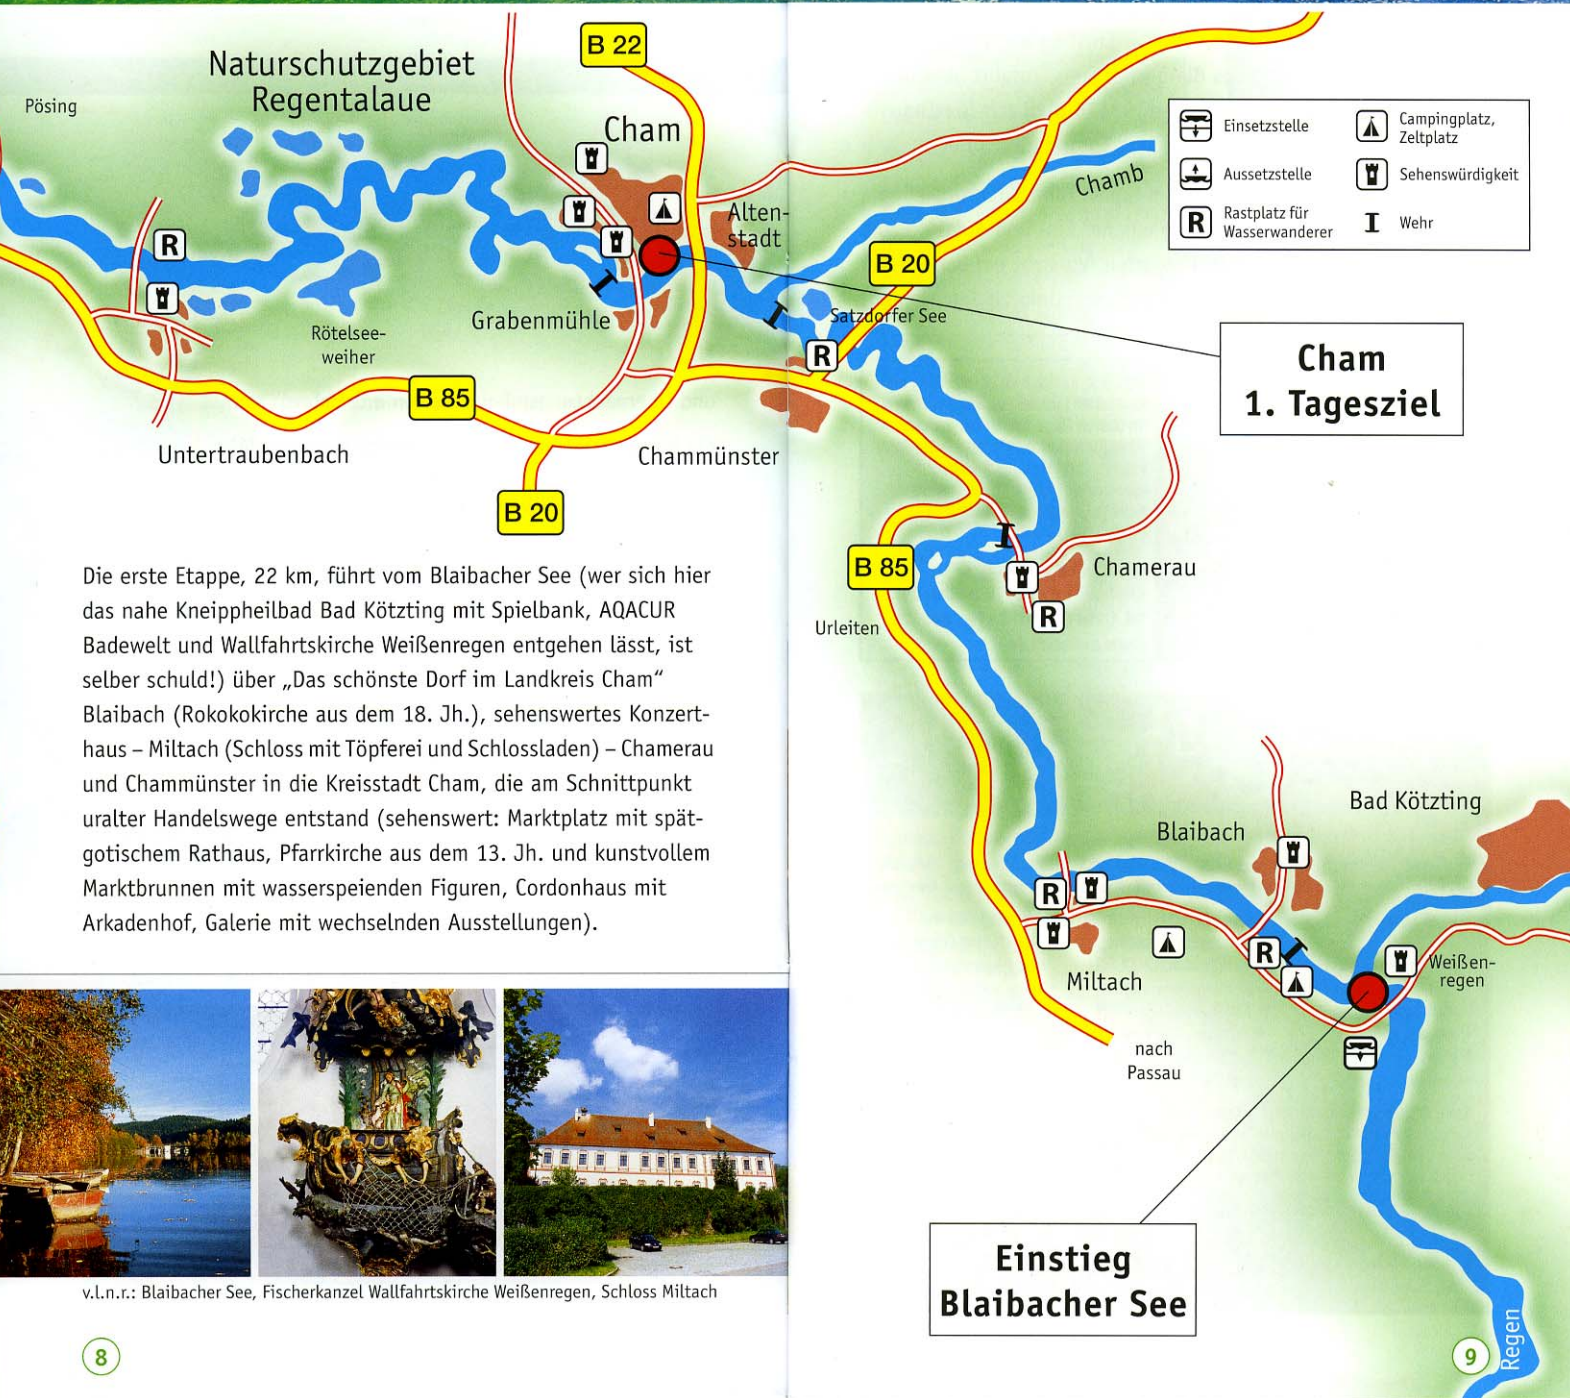 Naturschutzgebiet
Regentalaue
Pösing
B 22
Cham
Alten-
stadt
Chamb
B 20
Satzdorfer See
Grabenmühle
Rötelsee-
weiher
B 85
Untertraubenbach
Chammünster
B 20
R
R
Einsetzstelle
Campingplatz,
Zeltplatz
Aussetzstelle
Sehenswürdigkeit
R
Rastplatz für
Wasserwanderer
Wehr
Cham
1. Tagesziel
B 85
Chamerau
R
Urleiten
Bad Kötzting
Blaibach
R
R
Weißen-
regen
Miltach
nach
Passau
Einstieg
Blaibacher See
Regen
Die erste Etappe, 22 km, führt vom Blaibacher See (wer sich hier
das nahe Kneippheilbad Bad Kötzting mit Spielbank, AQACUR
Badewelt und Wallfahrtskirche Weißenregen entgehen lässt, ist
selber schuld!) über „Das schönste Dorf im Landkreis Cham“
Blaibach (Rokokokirche aus dem 18. Jh.), sehenswertes Konzert-
haus – Miltach (Schloss mit Töpferei und Schlossladen) – Chamerau
und Chammünster in die Kreisstadt Cham, die am Schnittpunkt
uralter Handelswege entstand (sehenswert: Marktplatz mit spät-
gotischem Rathaus, Pfarrkirche aus dem 13. Jh. und kunstvollem
Marktbrunnen mit wasserspeienden Figuren, Cordonhaus mit
Arkadenhof, Galerie mit wechselnden Ausstellungen).
v.l.n.r.: Blaibacher See, Fischerkanzel Wallfahrtskirche Weißenregen, Schloss Miltach
8
9